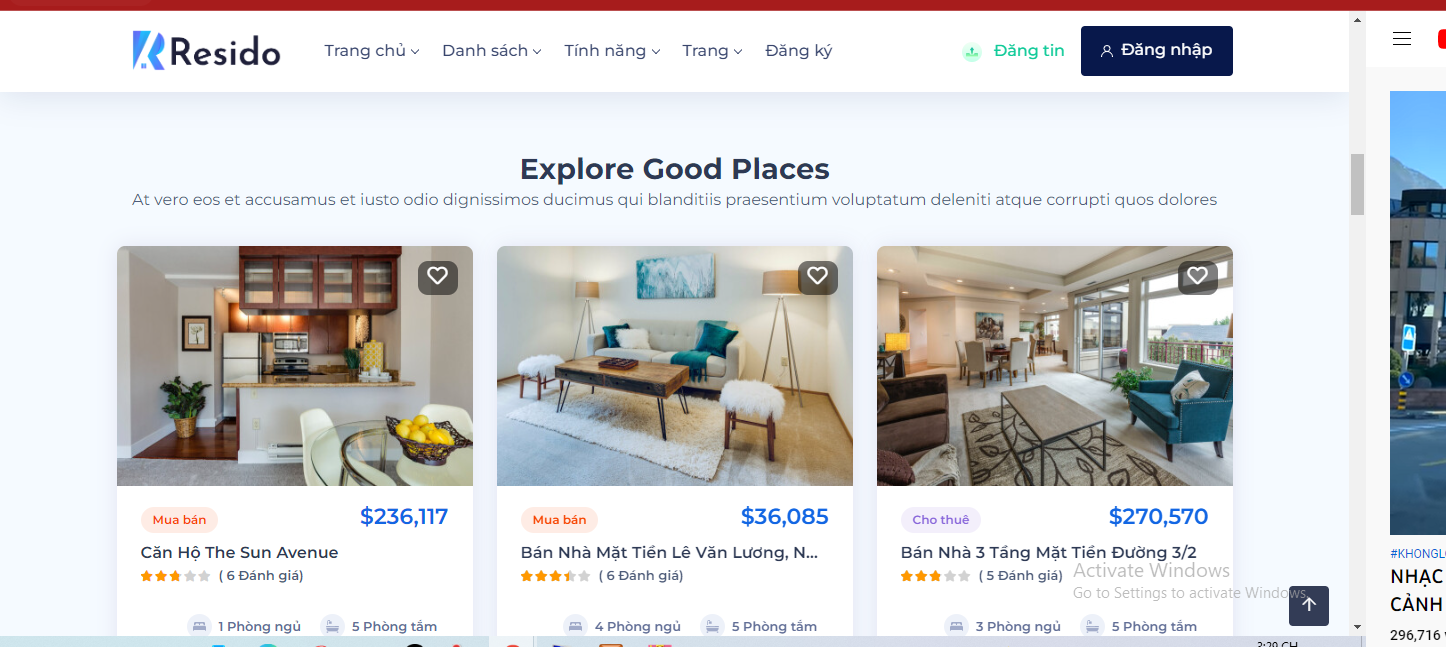 Resido
Trang chủ Danh sách Tính năng Trang Đăng ký Đăng tin Đăng nhập
Explore Good Places
At vero eos et accusamus et iusto odio dignissimos ducimus qui blanditiis praesentium voluptatum deleniti atque corrupti quos dolores
Mua bán $236,117
Căn Hộ The Sun Avenue
( 6 Đánh giá)
1 Phòng ngủ 5 Phòng tắm
Mua bán $36,085
Bán Nhà Mặt Tiền Lê Văn Lương, N...
( 6 Đánh giá)
4 Phòng ngủ 5 Phòng tắm
Cho thuê $270,570
Bán Nhà 3 Tầng Mặt Tiền Đường 3/2
( 5 Đánh giá)
3 Phòng ngủ 5 Phòng tắm
Activate Windows
Go to Settings to activate Windows.
#KHONGL
NHẠC
CẢNH
296,716